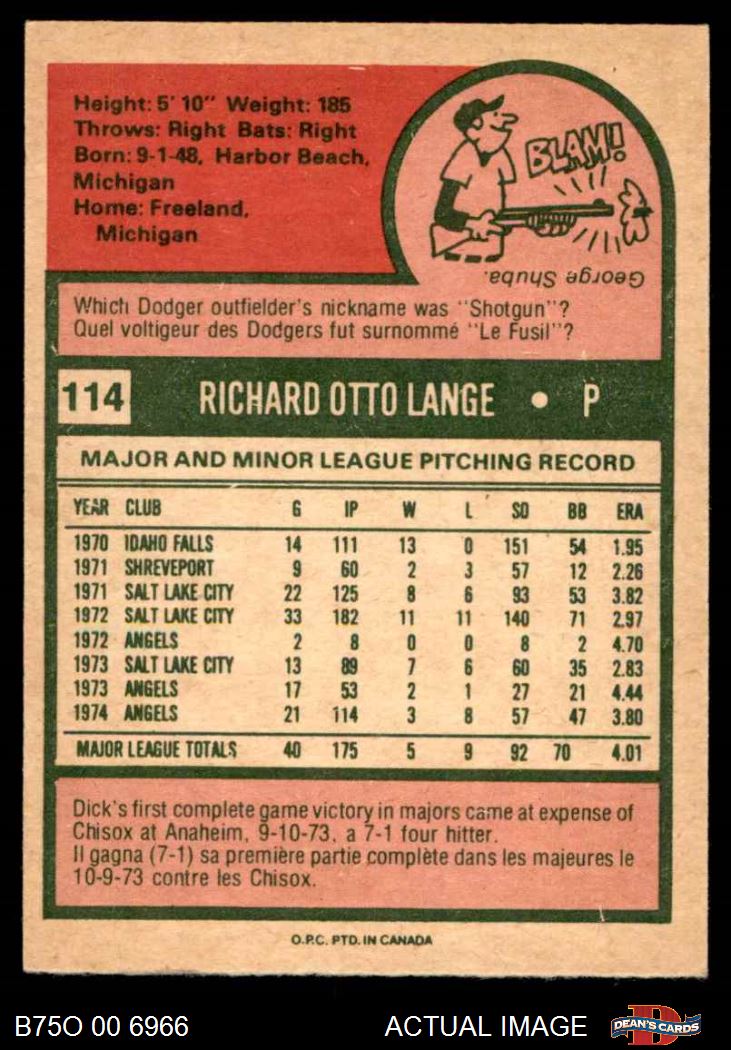 Height: 5' 10" Weight: 185
Throws: Right Bats: Right
Born: 9-1-48, Harbor Beach,
Michigan
Home: Freeland,
Michigan
BLAM!
George Shuba.
Which Dodger outfielder's nickname was "Shotgun"?
Quel voltigeur des Dodgers fut surnommé "Le Fusil"?
114 RICHARD OTTO LANGE • P
MAJOR AND MINOR LEAGUE PITCHING RECORD
YEAR CLUB G IP W L SO BB ERA
1970 IDAHO FALLS 14 111 13 0 151 54 1.95
1971 SHREVEPORT 9 60 2 3 57 12 2.26
1971 SALT LAKE CITY 22 125 8 6 93 53 3.82
1972 SALT LAKE CITY 33 182 11 11 140 71 2.97
1972 ANGELS 2 8 0 0 8 2 4.70
1973 SALT LAKE CITY 13 89 7 6 60 35 2.83
1973 ANGELS 17 53 2 1 27 21 4.44
1974 ANGELS 21 114 3 8 57 47 3.80
MAJOR LEAGUE TOTALS 40 175 5 9 92 70 4.01
Dick's first complete game victory in majors came at expense of
Chisox at Anaheim, 9-10-73, a 7-1 four hitter.
Il gagna (7-1) sa première partie complète dans les majeures le
10-9-73 contre les Chisox.
O.P.C. PTD. IN CANADA
B75O 00 6966 ACTUAL IMAGE DEAN'S CARDS